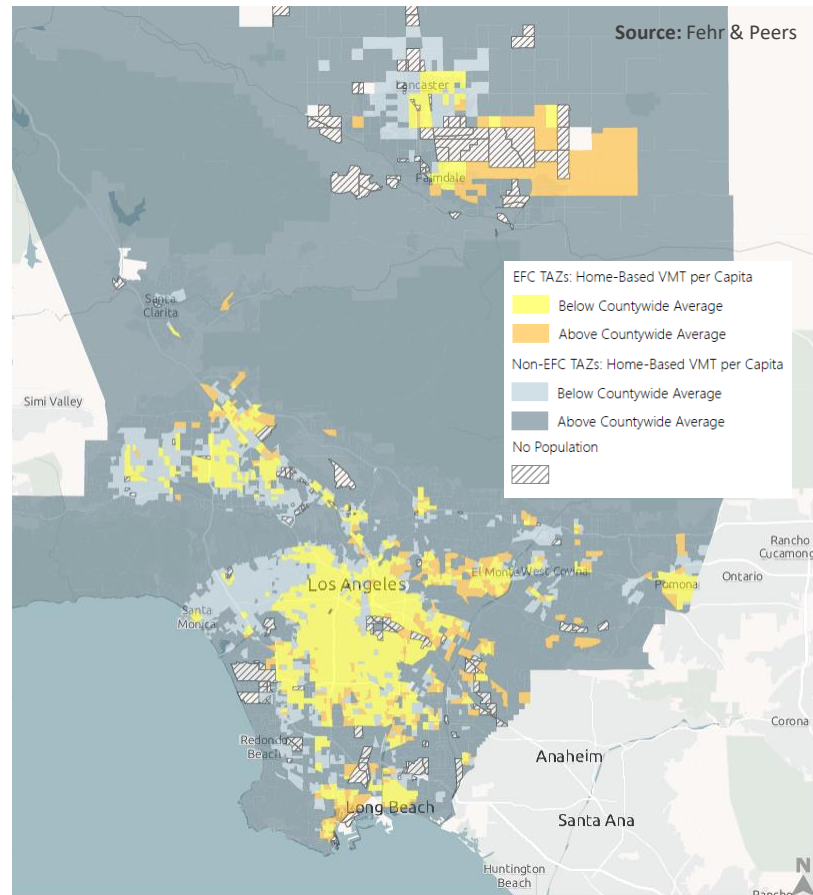 Source: Fehr & Peers
Lancaster
Palmdale
EFC TAZs: Home-Based VMT per Capita
Below Countywide Average
Above Countywide Average
Non-EFC TAZs: Home-Based VMT per Capita
Below Countywide Average
Above Countywide Average
No Population
Santa
Clarita
Simi Valley
Rancho
Cucamong
Los Angeles
El Monte
West Covina
Pomona
Ontario
Santa
Monica
Corona
Redondo
Beach
Anaheim
Long Beach
Santa Ana
Huntington
Beach
N
Rancho